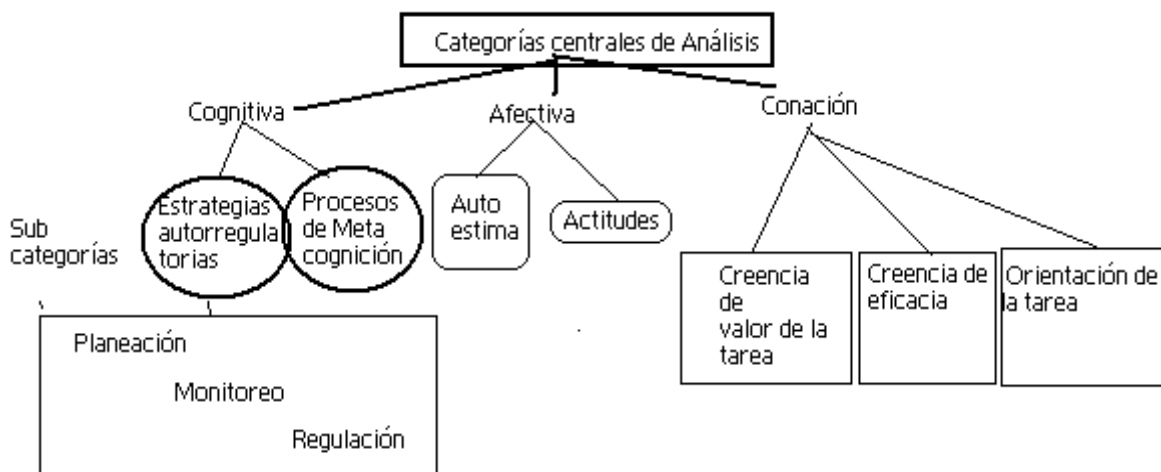 Categorías centrales de Análisis
Cognitiva
Afectiva
Conación
Sub
categorías
Estrategias
autorregula
torias
Procesos
de Meta
cognición
Auto
estima
Actitudes
Creencia
de
valor de la
tarea
Creencia de
eficacia
Orientación de
la tarea
Planeación
Monitoreo
Regulación